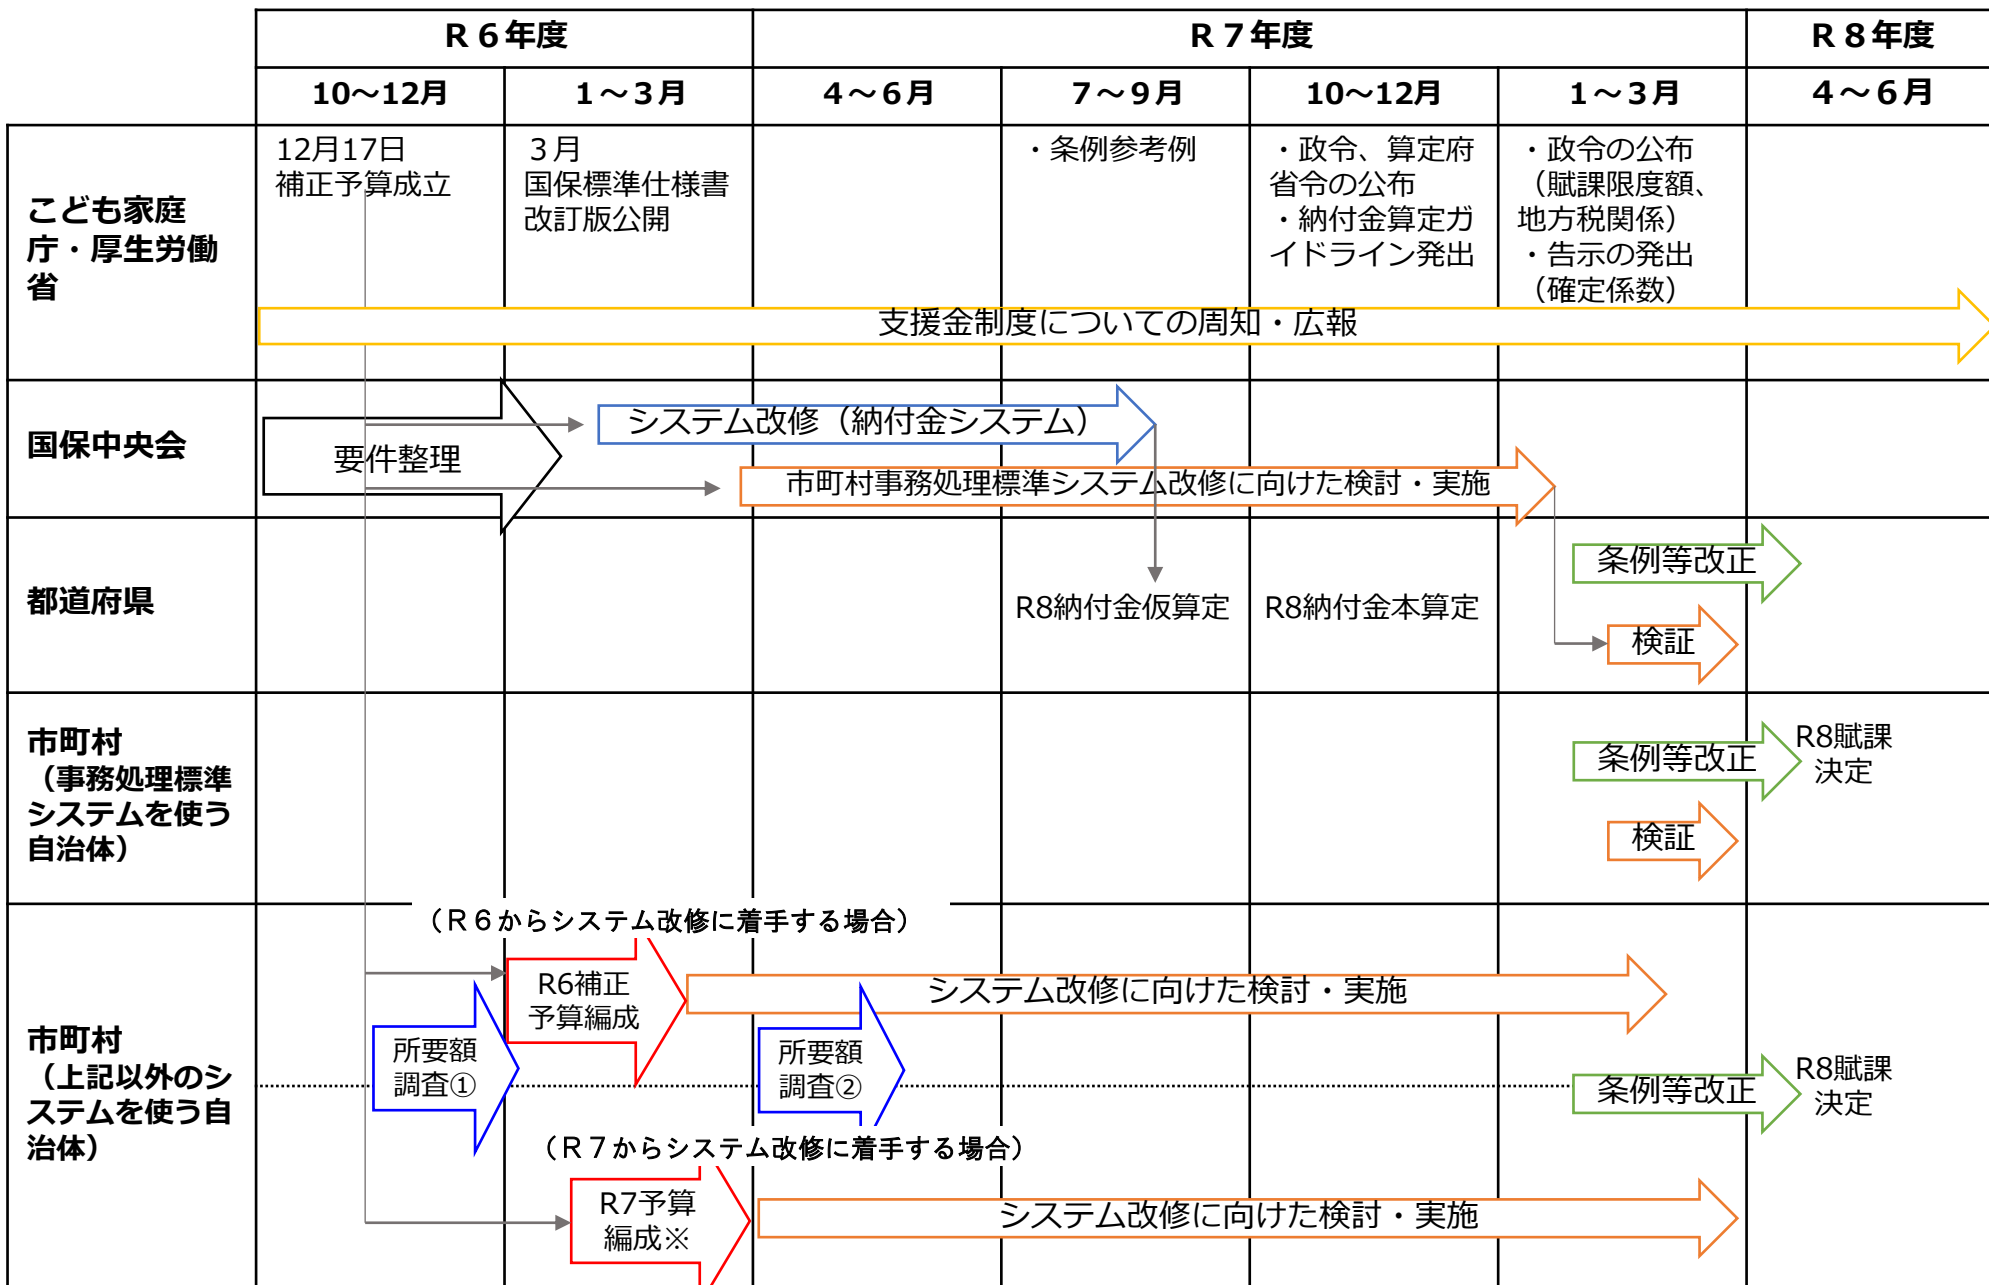 Ｒ６年度
Ｒ７年度
Ｒ８年度
10～12月
１～３月
４～６月
７～９月
10～12月
１～３月
４～６月
こども家庭
庁・厚生労働
省
12月17日
補正予算成立
３月
国保標準仕様書
改訂版公開
・条例参考例
・政令、算定府
省令の公布
・納付金算定ガ
イドライン発出
・政令の公布
（賦課限度額、
地方税関係）
・告示の発出
（確定係数）
支援金制度についての周知・広報
国保中央会
要件整理
システム改修（納付金システム）
市町村事務処理標準システム改修に向けた検討・実施
都道府県
R8納付金仮算定
R8納付金本算定
条例等改正
検証
市町村
（事務処理標準
システムを使う
自治体）
条例等改正
R8賦課
決定
検証
市町村
（上記以外のシ
ステムを使う自
治体）
（Ｒ６からシステム改修に着手する場合）
R6補正
予算編成
システム改修に向けた検討・実施
所要額
調査①
所要額
調査②
条例等改正
R8賦課
決定
（Ｒ７からシステム改修に着手する場合）
R7予算
編成※
システム改修に向けた検討・実施